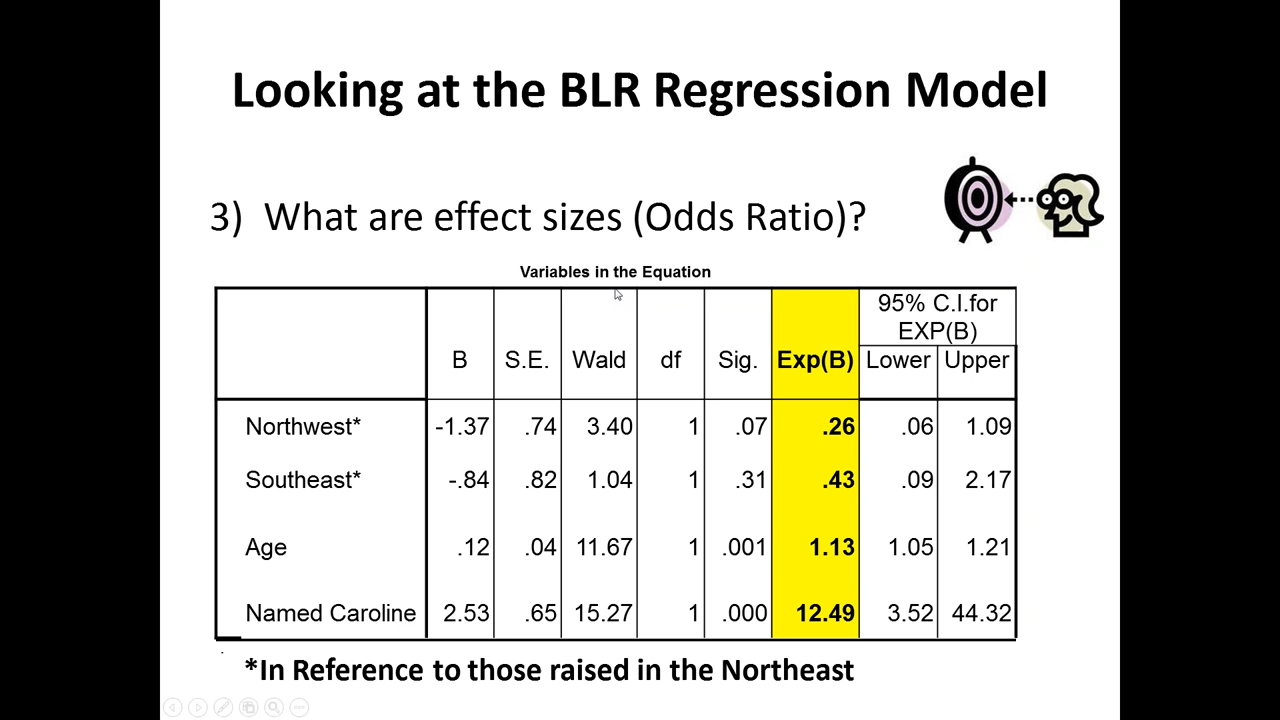 Looking at the BLR Regression Model
3) What are effect sizes (Odds Ratio)?
Variables in the Equation
B S.E. Wald df Sig. Exp(B) 95% C.I.for EXP(B) Lower Upper
Northwest* -1.37 .74 3.40 1 .07 .26 .06 1.09
Southeast* -.84 .82 1.04 1 .31 .43 .09 2.17
Age .12 .04 11.67 1 .001 1.13 1.05 1.21
Named Caroline 2.53 .65 15.27 1 .000 12.49 3.52 44.32
*In Reference to those raised in the Northeast